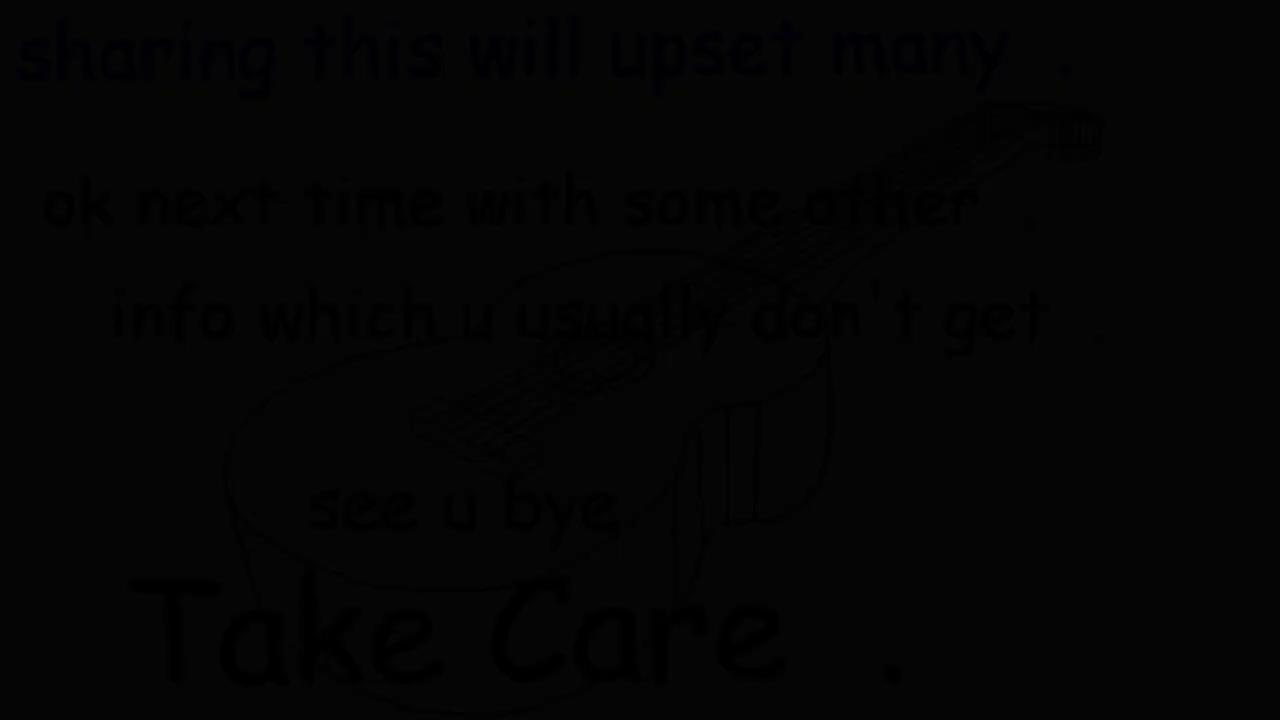 sharing this will upset many .
ok next time with some other .
info which u usually don't get .
see u bye
Take Care .